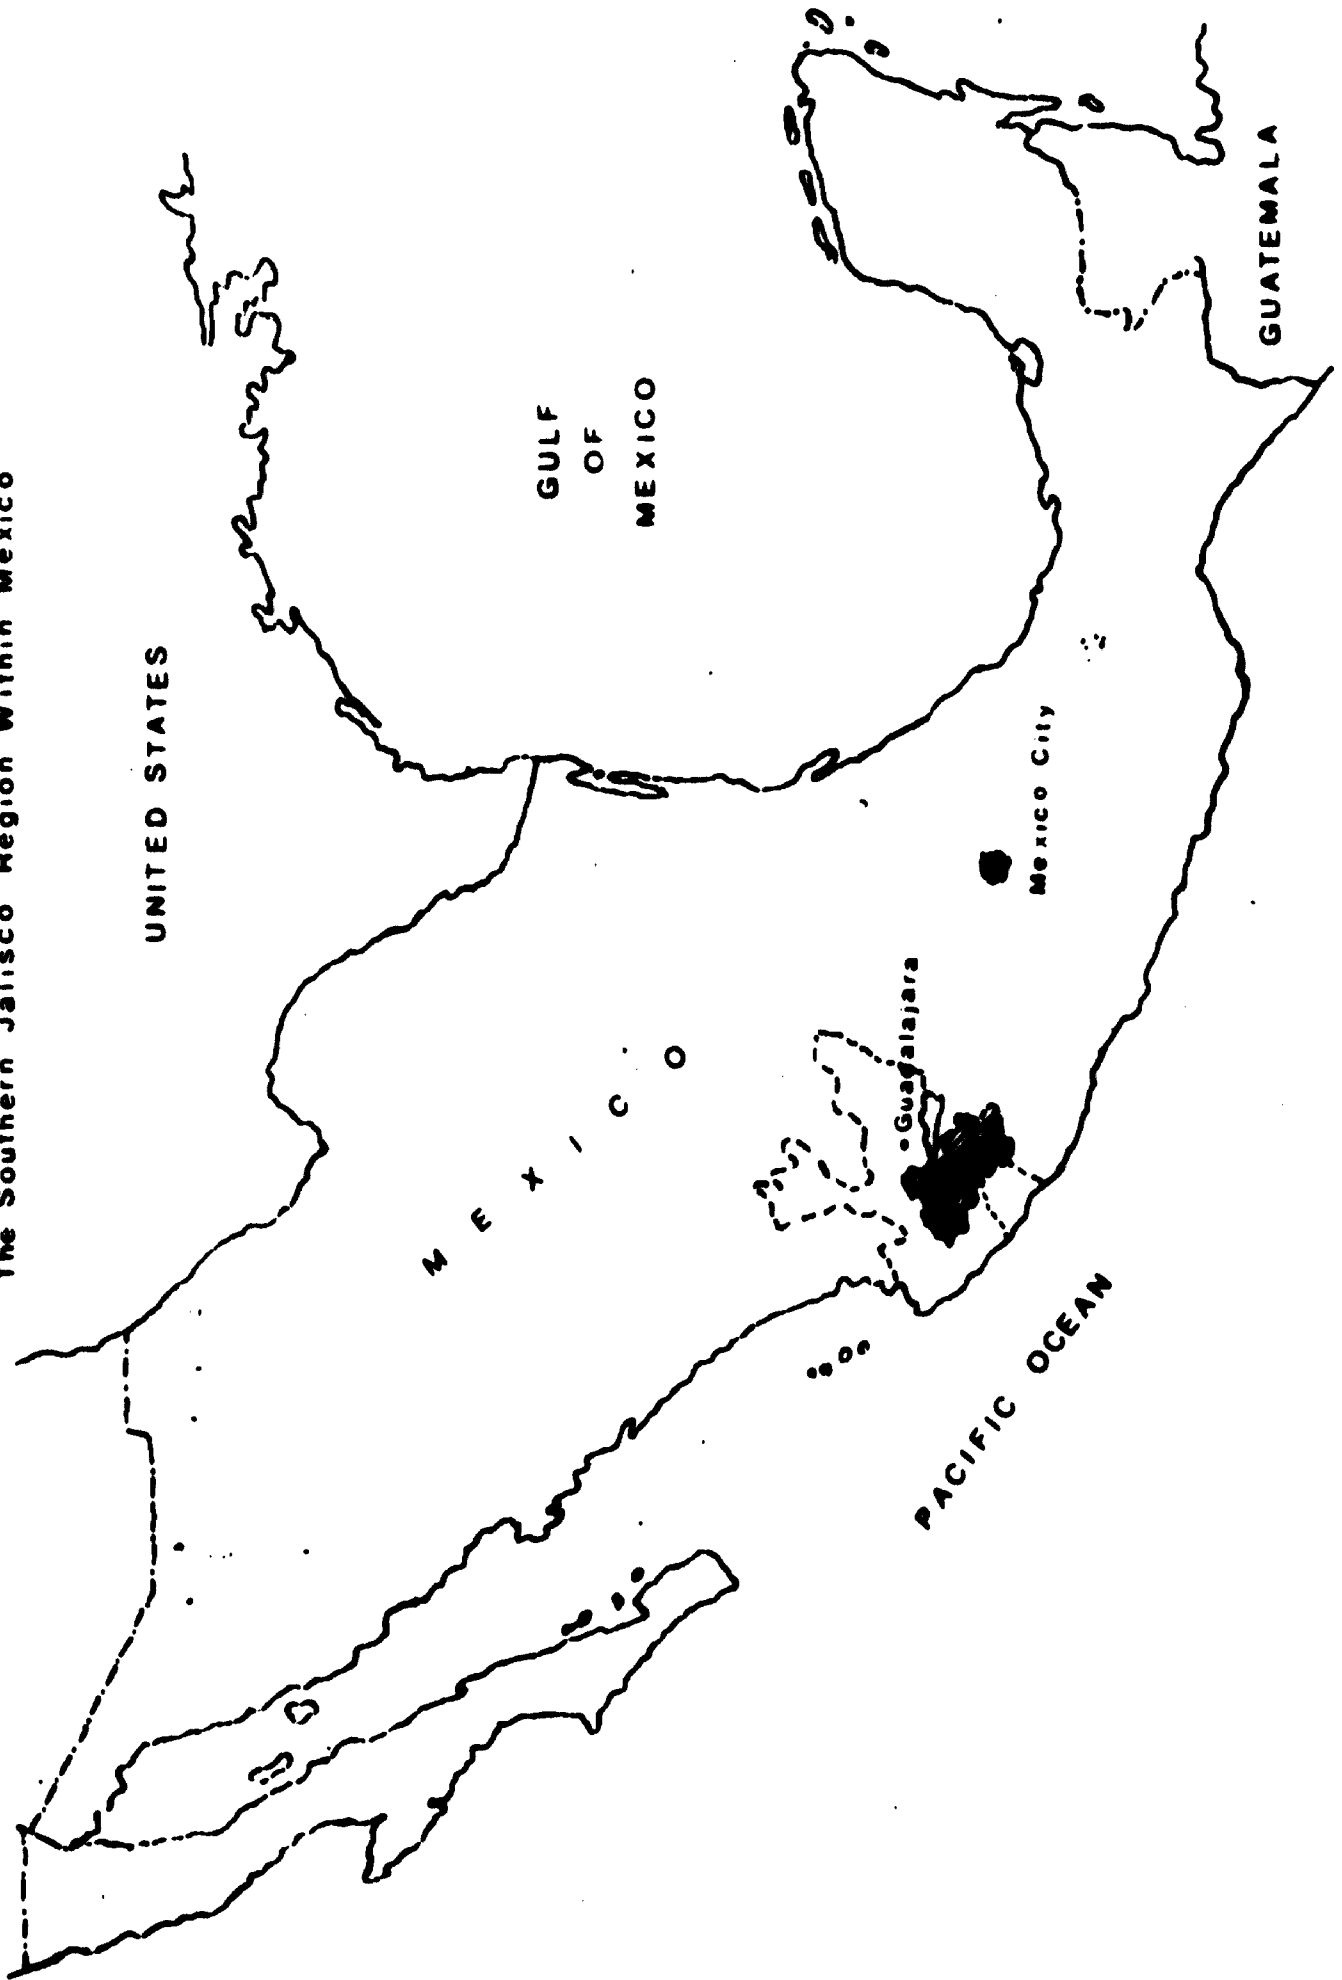 The Southern Jalisco Region Within Mexico
UNITED STATES
GULF
OF
MEXICO
MEXICO
Guadalajara
Mexico City
PACIFIC OCEAN
GUATEMALA